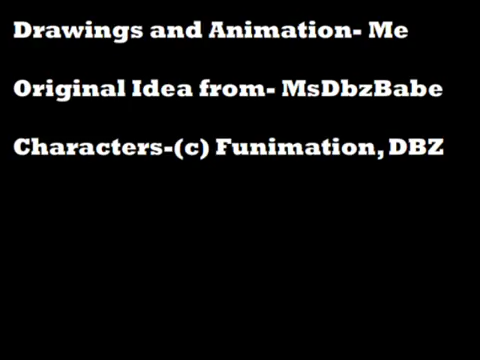 Drawings and Animation- Me
Original Idea from- MsDbzBabe
Characters-(c) Funimation, DBZ